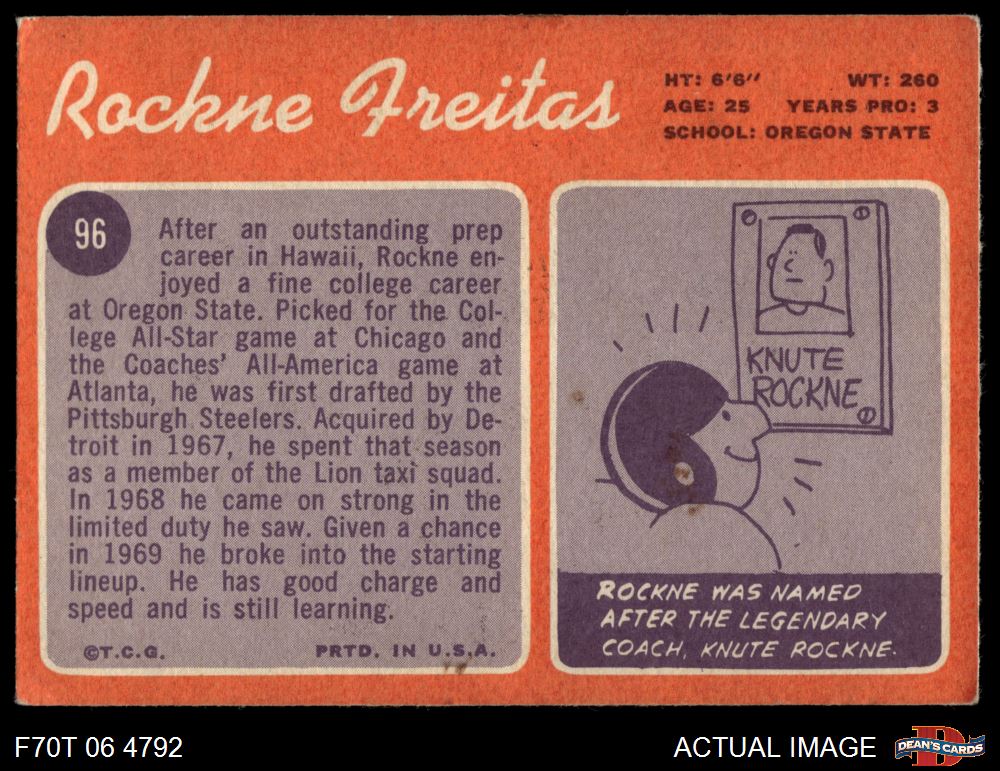 Rockne Freitas
HT: 6'6" WT: 260
AGE: 25 YEARS PRO: 3
SCHOOL: OREGON STATE
96
After an outstanding prep
career in Hawaii, Rockne en-
joyed a fine college career
at Oregon State. Picked for the Col-
lege All-Star game at Chicago and
the Coaches' All-America game at
Atlanta, he was first drafted by the
Pittsburgh Steelers. Acquired by De-
troit in 1967, he spent that season
as a member of the Lion taxi squad.
In 1968 he came on strong in the
limited duty he saw. Given a chance
in 1969 he broke into the starting
lineup. He has good charge and
speed and is still learning.
©T.C.G. PRTD. IN U.S.A.
KNUTE
ROCKNE
ROCKNE WAS NAMED
AFTER THE LEGENDARY
COACH, KNUTE ROCKNE.
F70T 06 4792
ACTUAL IMAGE
D
DEAN'S CARDS